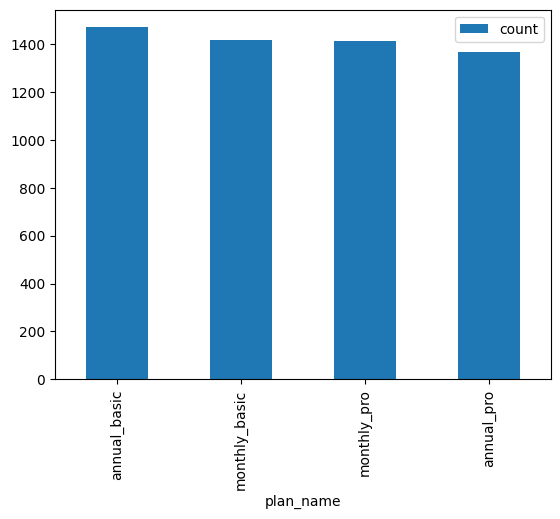 count
1400
1200
1000
800
600
400
200
0
annual_basic
monthly_basic
monthly_pro
annual_pro
plan_name